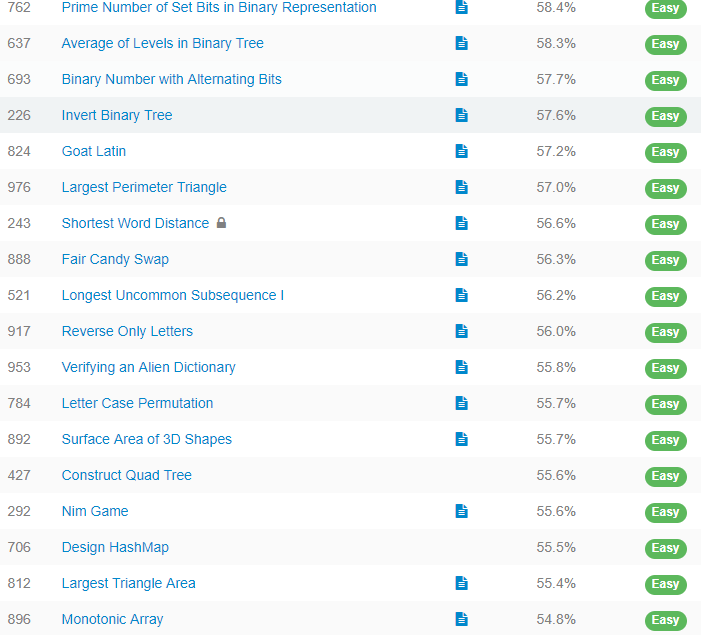 762 Prime Number of Set Bits in Binary Representation 58.4% Easy
637 Average of Levels in Binary Tree 58.3% Easy
693 Binary Number with Alternating Bits 57.7% Easy
226 Invert Binary Tree 57.6% Easy
824 Goat Latin 57.2% Easy
976 Largest Perimeter Triangle 57.0% Easy
243 Shortest Word Distance 56.6% Easy
888 Fair Candy Swap 56.3% Easy
521 Longest Uncommon Subsequence I 56.2% Easy
917 Reverse Only Letters 56.0% Easy
953 Verifying an Alien Dictionary 55.8% Easy
784 Letter Case Permutation 55.7% Easy
892 Surface Area of 3D Shapes 55.7% Easy
427 Construct Quad Tree 55.6% Easy
292 Nim Game 55.6% Easy
706 Design HashMap 55.5% Easy
812 Largest Triangle Area 55.4% Easy
896 Monotonic Array 54.8% Easy